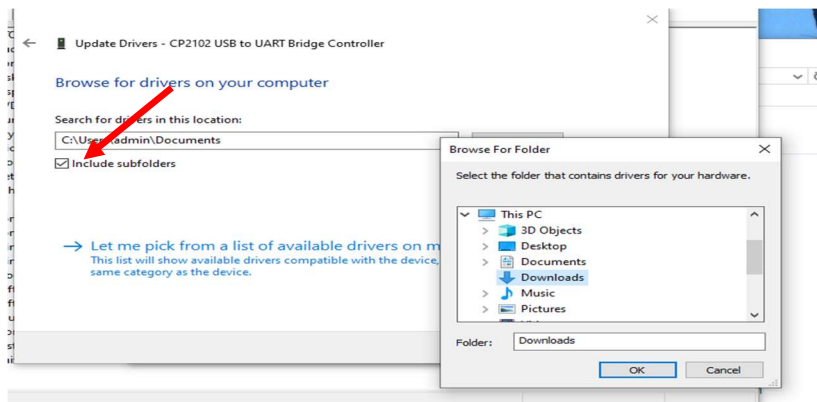 Update Drivers - CP2102 USB to UART Bridge Controller
Browse for drivers on your computer
Search for drivers in this location:
C:\Users\admin\Documents
Include subfolders
Let me pick from a list of available drivers on
This list will show available drivers compatible with the device,
same category as the device.
Browse For Folder
Select the folder that contains drivers for your hardware.
This PC
3D Objects
Desktop
Documents
Downloads
Music
Pictures
Folder:
Downloads
OK
Cancel